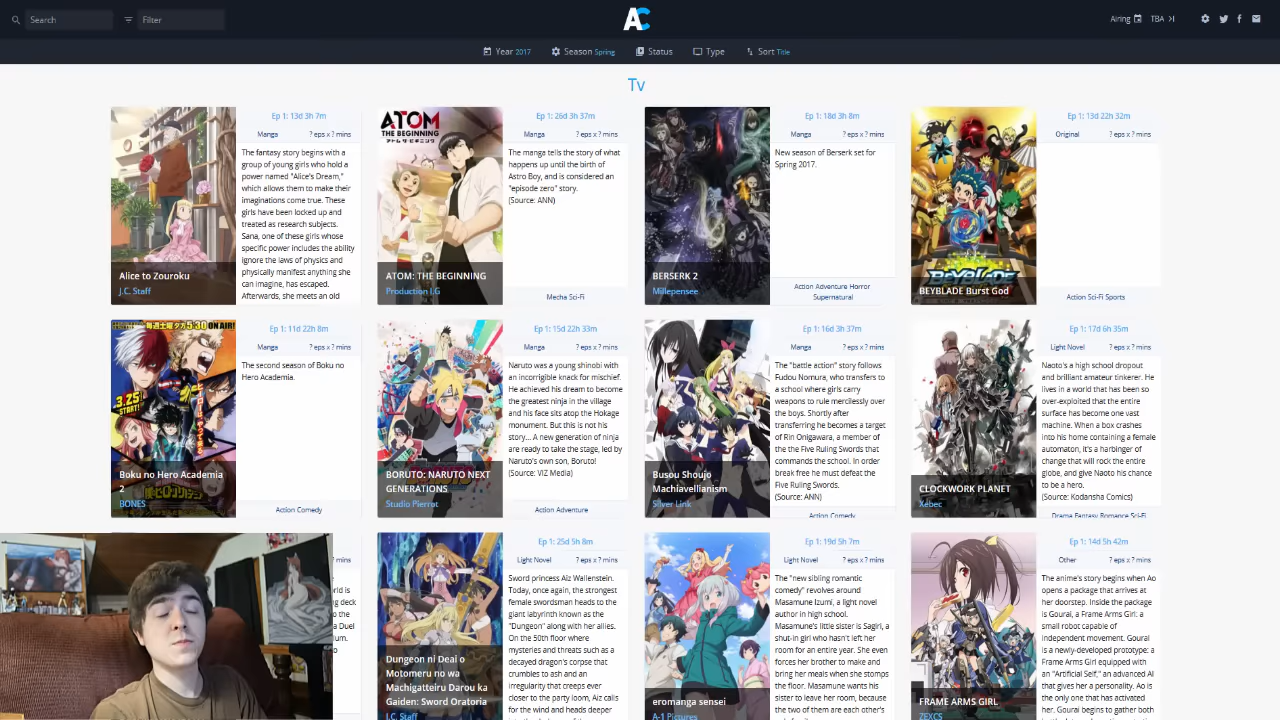 Search
Filter
AC
Airing
TBA
Year 2017
Season Spring
Status
Type
Sort Title
Tv
Ep 1: 13d 3h 7m
Manga
? eps x ? mins
The fantasy story begins with a
group of young girls who hold a
power named "Alice's Dream,"
which allows them to make their
imaginations come true. These
girls have been locked up and
treated as research subjects.
Sana, one of these girls whose
specific power includes the ability
ignore the laws of physics and
physically manifest anything she
can imagine, has escaped.
Afterwards, she meets an old
Alice to Zouroku
J.C. Staff
ATOM
THE BEGINNING
アトム ザ・ビギニング
Ep 1: 26d 3h 37m
Manga
? eps x ? mins
The manga tells the story of what
happens up until the birth of
Astro Boy, and is considered an
"episode zero" story.
(Source: ANN)
Mecha Sci-Fi
ATOM: THE BEGINNING
Production I.G
Ep 1: 18d 3h 8m
Manga
? eps x ? mins
New season of Berserk set for
Spring 2017.
Action Adventure Horror
Supernatural
BERSERK 2
Millepensee
Ep 1: 13d 22h 32m
Original
? eps x ? mins
Action Sci-Fi Sports
BEYBLADE
BEYBLADE Burst God
毎週土曜夕方5:30 ON AIR!
3.25
START!
Ep 1: 11d 22h 8m
Manga
? eps x ? mins
The second season of Boku no
Hero Academia.
Action Comedy
Boku no Hero Academia
2
BONES
Ep 1: 15d 22h 33m
Manga
? eps x ? mins
Naruto was a young shinobi with
an incorrigible knack for mischief.
He achieved his dream to become
the greatest ninja in the village
and his face sits atop the Hokage
monument. But this is not his
story... A new generation of ninja
are ready to take the stage, led by
Naruto's own son, Boruto!
(Source: VIZ Media)
Action Adventure
BORUTO: NARUTO NEXT
GENERATIONS
Studio Pierrot
Ep 1: 16d 3h 37m
Manga
? eps x ? mins
The "battle action" story follows
Fudou Nomura, who transfers to
a school where girls carry
weapons to rule mercilessly over
the boys. Shortly after
transferring he becomes a target
of Rin Onigawara, a member of
the the Five Ruling Swords that
commands the school. In order
break free he must defeat the
Five Ruling Swords.
(Source: ANN)
Action Comedy
Busou Shoujo
Machiavellianism
Silver Link
Ep 1: 17d 6h 35m
Light Novel
? eps x ? mins
Naoto's a high school dropout
and brilliant amateur tinkerer. He
lives in a world that has been so
over-exploited that the entire
surface has become one vast
machine. When a box crashes
into his home containing a female
automaton, it's a harbinger of
change that will rock the entire
globe, and give Naoto his chance
to be a hero.
(Source: Kodansha Comics)
Drama Fantasy Romance Sci-Fi
CLOCKWORK PLANET
Xebec
? mins
rld is
ng deck
o the
a Duel
ium.
Ep 1: 25d 5h 8m
Light Novel
? eps x ? mins
Sword princess Aiz Wallenstein.
Today, once again, the strongest
female swordsman heads to the
giant labyrinth known as the
"Dungeon" along with her allies.
On the 50th floor where
mysteries and threats such as a
decayed dragon's corpse that
crumbles to ash and an
irregularity that creeps ever
closer to the party loom, Aiz calls
for the wind and heads deeper
Dungeon ni Deai o
Motomeru no wa
Machigatteiru Darou ka
Gaiden: Sword Oratoria
J.C. Staff
Ep 1: 19d 5h 7m
Light Novel
? eps x ? mins
The "new sibling romantic
comedy" revolves around
Masamune Izumi, a light novel
author in high school.
Masamune's little sister is Sagiri, a
shut-in girl who hasn't left her
room for an entire year. She even
forces her brother to make and
bring her meals when she stomps
the floor. Masamune wants his
sister to leave her room, because
the two of them are each other's
eromanga sensei
A-1 Pictures
Ep 1: 14d 5h 42m
Other
? eps x ? mins
The anime's story begins when Ao
opens a package that arrives at
her doorstep. Inside the package
is Gourai, a Frame Arms Girl: a
small robot capable of
independent movement. Gourai
is a newly-developed prototype: a
Frame Arms Girl equipped with
an "Artificial Self," an advanced AI
that gives her a personality. Ao is
the only one that has activated
her. Gourai begins to gather both
FRAME ARMS GIRL
ZEXCS